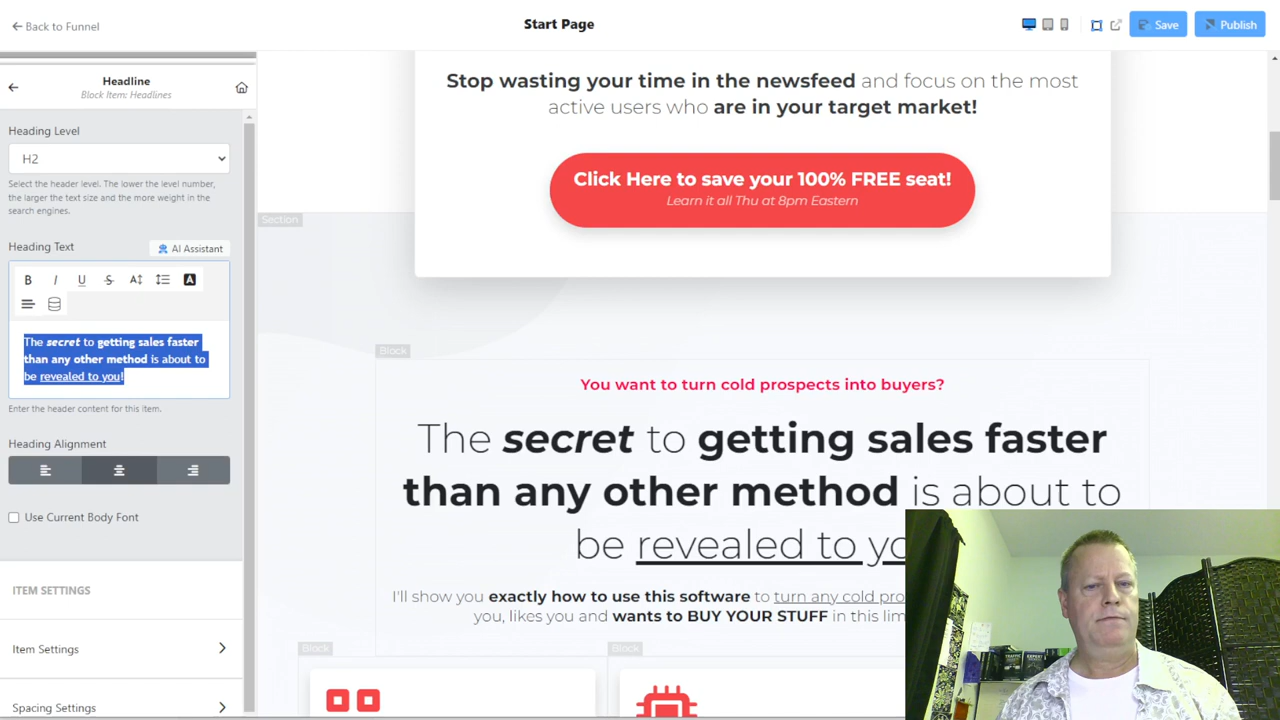 Back to Funnel
Start Page
Save
Publish
Headline
Block Item: Headlines
Heading Level
H2
Select the header level. The lower the level number,
the larger the text size and the more weight in the
search engines.
Heading Text
AI Assistant
B I U S A A
The secret to getting sales faster
than any other method is about to
be revealed to you!
Enter the header content for this item.
Heading Alignment
Use Current Body Font
ITEM SETTINGS
Item Settings
Spacing Settings
Stop wasting your time in the newsfeed and focus on the most
active users who are in your target market!
Click Here to save your 100% FREE seat!
Learn it all Thu at 8pm Eastern
Section
Block
You want to turn cold prospects into buyers?
The secret to getting sales faster
than any other method is about to
be revealed to
I'll show you exactly how to use this software to turn any cold
you, likes you and wants to BUY YOUR STUFF in this
Block
Block